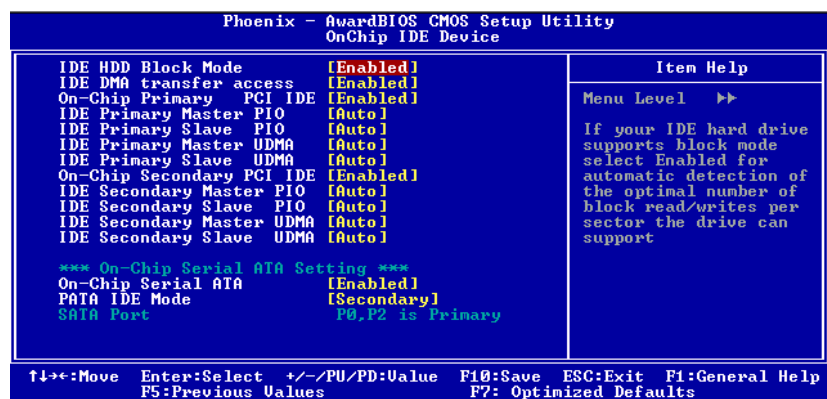 Phoenix - AwardBIOS CMOS Setup Utility
OnChip IDE Device
IDE HDD Block Mode [Enabled]
IDE DMA transfer access [Enabled]
On-Chip Primary PCI IDE [Enabled]
IDE Primary Master PIO [Auto]
IDE Primary Slave PIO [Auto]
IDE Primary Master UDMA [Auto]
IDE Primary Slave UDMA [Auto]
On-Chip Secondary PCI IDE [Enabled]
IDE Secondary Master PIO [Auto]
IDE Secondary Slave PIO [Auto]
IDE Secondary Master UDMA [Auto]
IDE Secondary Slave UDMA [Auto]
*** On-Chip Serial ATA Setting ***
On-Chip Serial ATA [Enabled]
PATA IDE Mode [Secondary]
SATA Port P0,P2 is Primary
Item Help
Menu Level ▶▶
If your IDE hard drive
supports block mode
select Enabled for
automatic detection of
the optimal number of
block read/writes per
sector the drive can
support
↑↓→←:Move Enter:Select +/-/PU/PD:Value F10:Save ESC:Exit F1:General Help
F5:Previous Values F7: Optimized Defaults